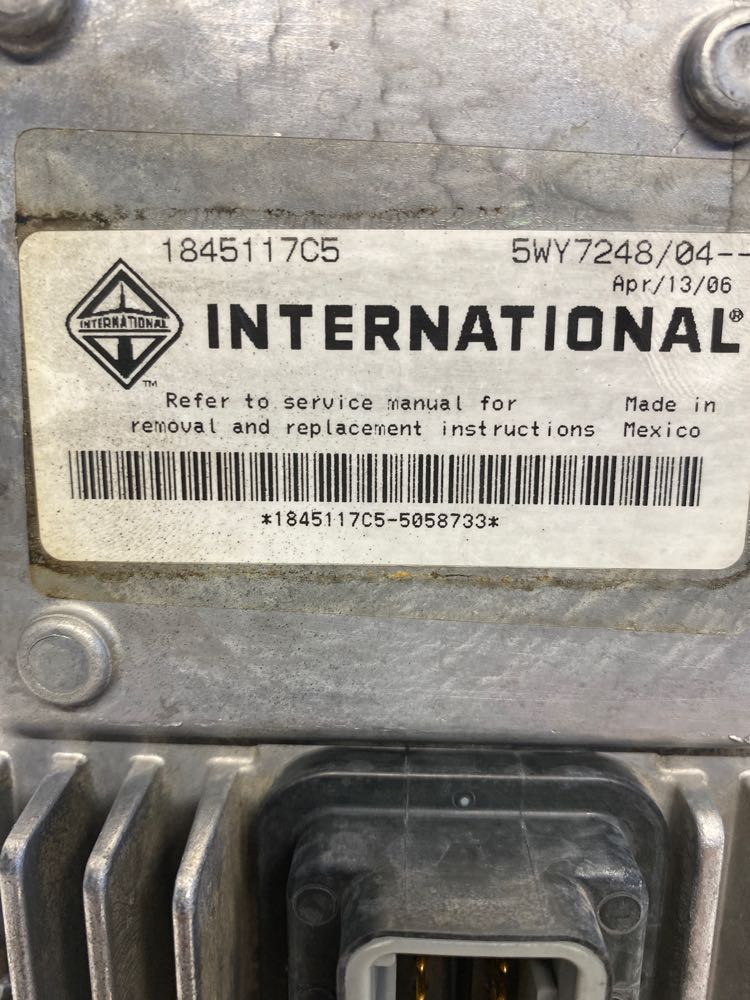 1845117C5 5WY7248/04--
Apr/13/06
INTERNATIONAL
INTERNATIONAL®
TM
Refer to service manual for Made in
removal and replacement instructions Mexico
*1845117C5-5058733*